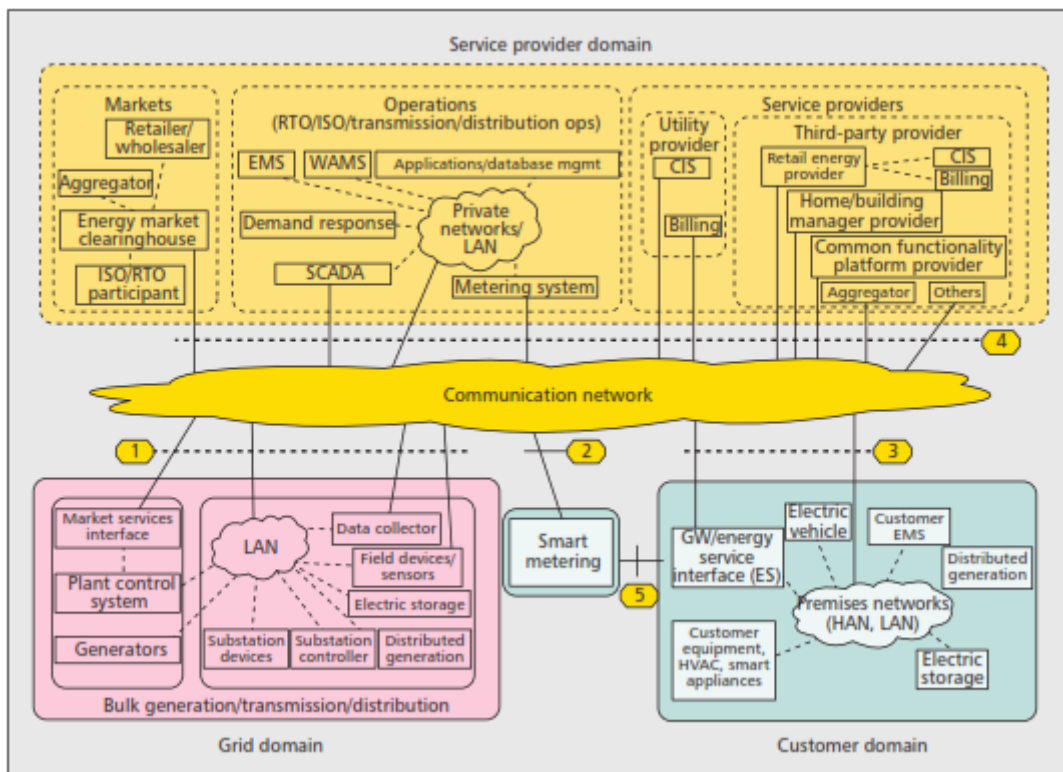 Service provider domain
Markets
Retailer/
wholesaler
Aggregator
Energy market
clearinghouse
ISO/RTO
participant
Operations
(RTO/ISO/transmission/distribution ops)
EMS
WAMS
Applications/database mgmt
Demand response
Private
networks/
LAN
SCADA
Metering system
Service providers
Utility
provider
CIS
Billing
Third-party provider
Retail energy
provider
CIS
Billing
Home/building
manager provider
Common functionality
platform provider
Aggregator
Others
4
Communication network
1
2
3
Market services
interface
Plant control
system
Generators
LAN
Data collector
Field devices/
sensors
Electric storage
Substation
devices
Substation
controller
Distributed
generation
Bulk generation/transmission/distribution
Grid domain
Smart
metering
5
GW/energy
service
interface (ES)
Electric
vehicle
Customer
EMS
Distributed
generation
Premises networks
(HAN, LAN)
Customer
equipment,
HVAC, smart
appliances
Electric
storage
Customer domain